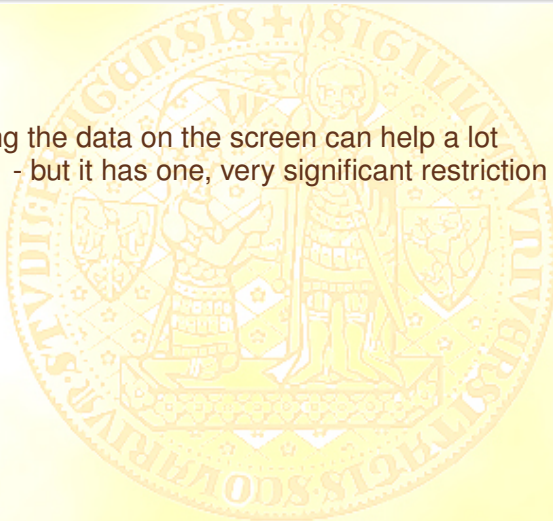 ng the data on the screen can help a lot
- but it has one, very significant restriction